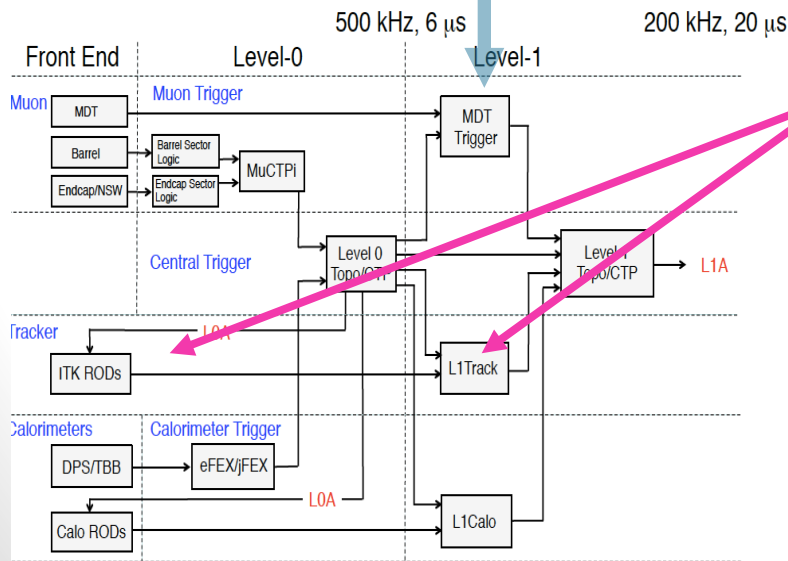 500 kHz, 6 μs
200 kHz, 20 μs
Front End
Level-0
Level-1
Muon
Muon Trigger
MDT
MDT
Trigger
Barrel
Barrel Sector
Logic
MuCTPi
Endcap/NSW
Endcap Sector
Logic
Central Trigger
Level 0
Topo/CTP
Level
Topo/CTP
L1A
Tracker
L0A
ITK RODs
L1Track
Calorimeters
Calorimeter Trigger
DPS/TBB
eFEX/jFEX
L0A
Calo RODs
L1Calo